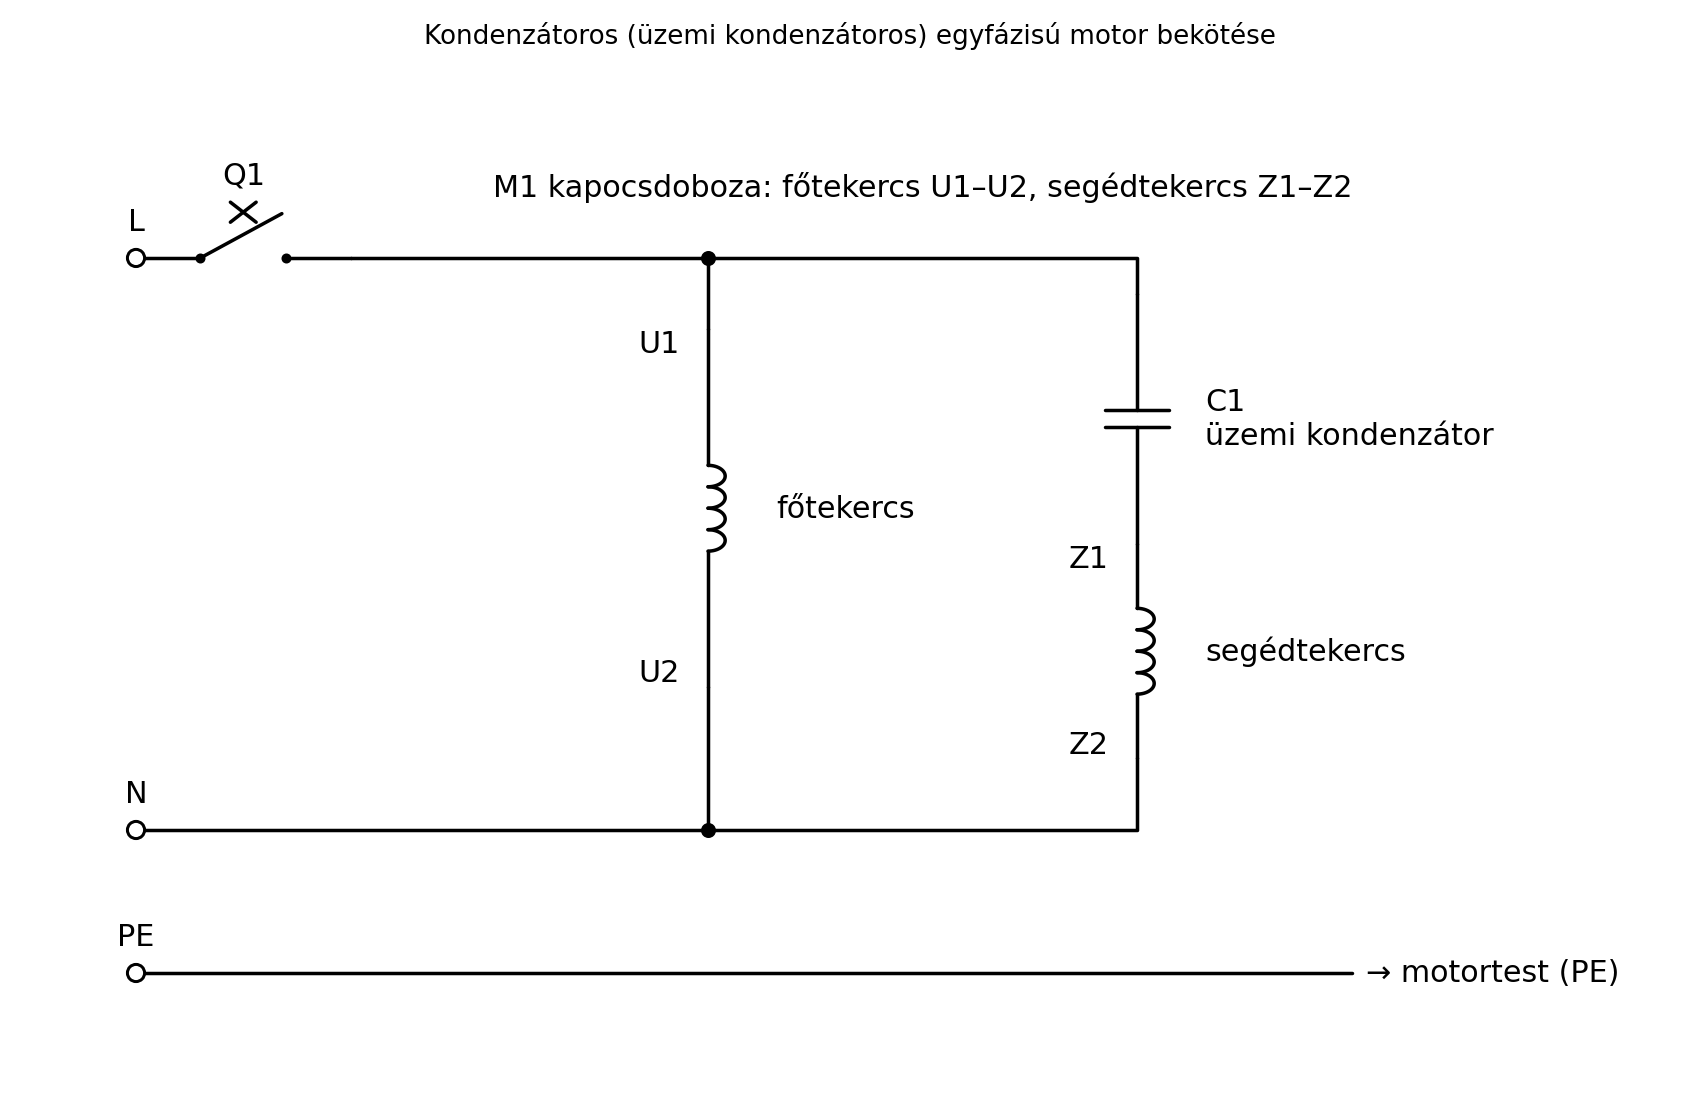 Kondenzátoros (üzemi kondenzátoros) egyfázisú motor bekötése
Q1
M1 kapocsdoboza: főtekercs U1–U2, segédtekercs Z1–Z2
L
U1
C1
üzemi kondenzátor
főtekercs
Z1
segédtekercs
U2
Z2
N
PE
→ motortest (PE)